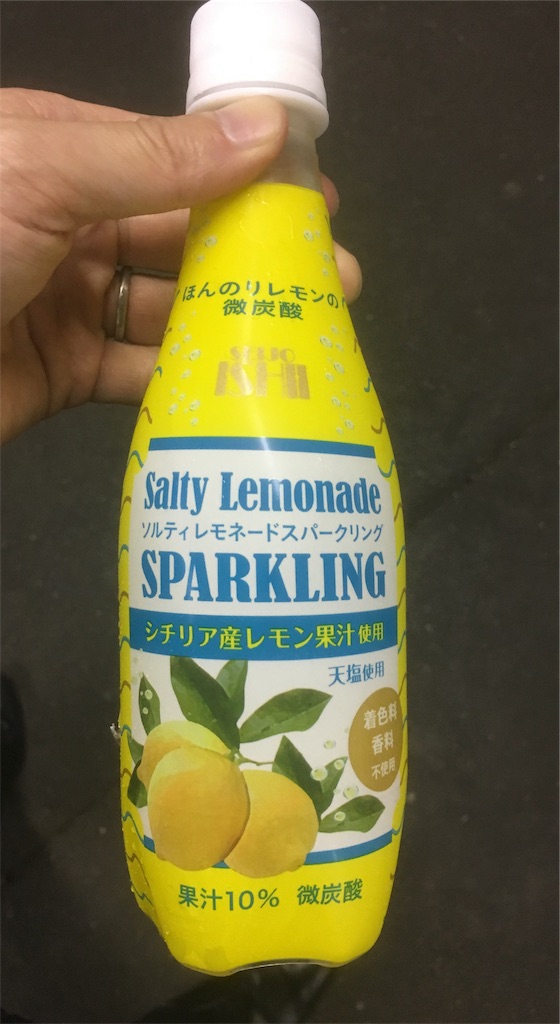 ほんのりレモンの
微炭酸
SEIJO
ISHII
Salty Lemonade
ソルティレモネードスパークリング
SPARKLING
シチリア産レモン果汁使用
天塩使用
着色料
香料
不使用
果汁10% 微炭酸